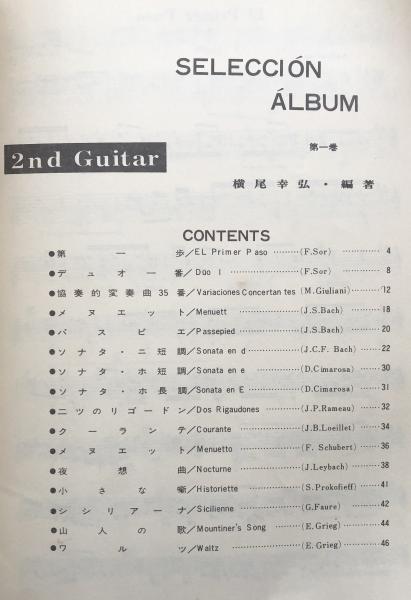 SELECCIÓN
ÁLBUM
2nd Guitar
第一巻
横尾幸弘・編著
CONTENTS
●第一歩/EL Primer Paso ………(F.Sor) ………… 4
●デュオ一番/Dúo I ………………(F.Sor) ………… 8
●協奏的変奏曲35番/Variaciones Concertan tes (M.Giuliani)………12
●メヌエット/Menuett ………………(J.S.Bach)………18
●パスピエ/Passepied………………(J.S.Bach)………20
●ソナタ・ニ短調/Sonata en d………………(J.C.F. Bach)………22
●ソナタ・ホ短調/Sonata en e ………………(D.Cimarosa)………30
●ソナタ・ホ長調/Sonata en E………………(D.Cimarosa)………31
●二ツのリゴードン/Dos Rigaudones ………(J.P.Rameau)………32
●クーランテ/Courante ………………(J.B.Loeillet)………34
●メヌエット/Menuetto ………………(F. Schubert)………36
●夜想曲/Nocturne ………………(J.Leybach)………38
●小さな噺/Historiette ………………(S.Prokofieff)………41
●シシリアーナ/Sicilienne ………………(G.Faure)………42
●山人の歌/Mountiner's Song ………(E.Grieg)………44
●ワルツ/Waltz ………………(E.Grieg)………46